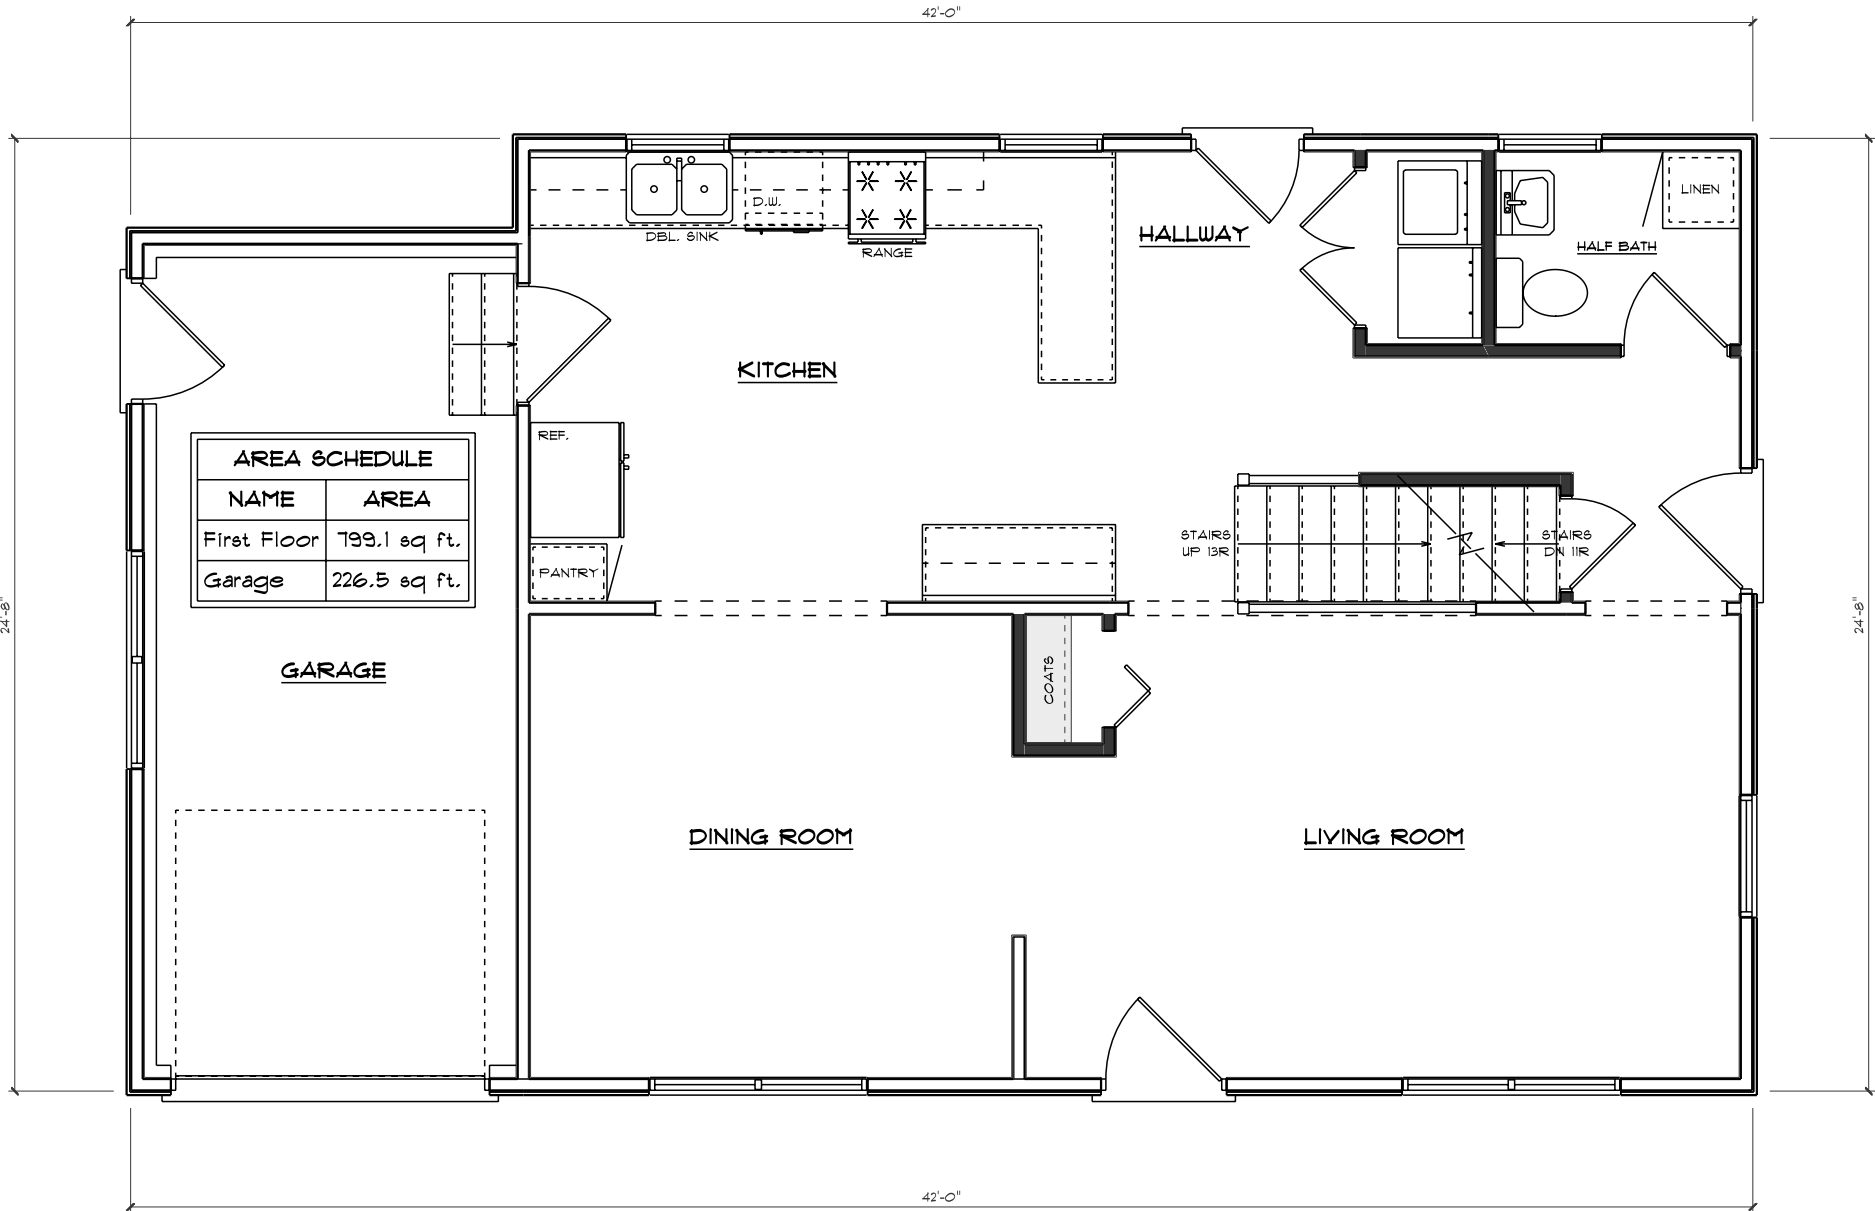 42'-0"
LINEN
D.W.
DBL. SINK
RANGE
HALLWAY
HALF BATH
KITCHEN
REF.
AREA SCHEDULE
NAME AREA
First Floor 799.1 sq ft.
Garage 226.5 sq ft.
STAIRS
UP 13R
STAIRS
DN 11R
PANTRY
24'-8"
24'-8"
GARAGE
COATS
DINING ROOM
LIVING ROOM
42'-0"